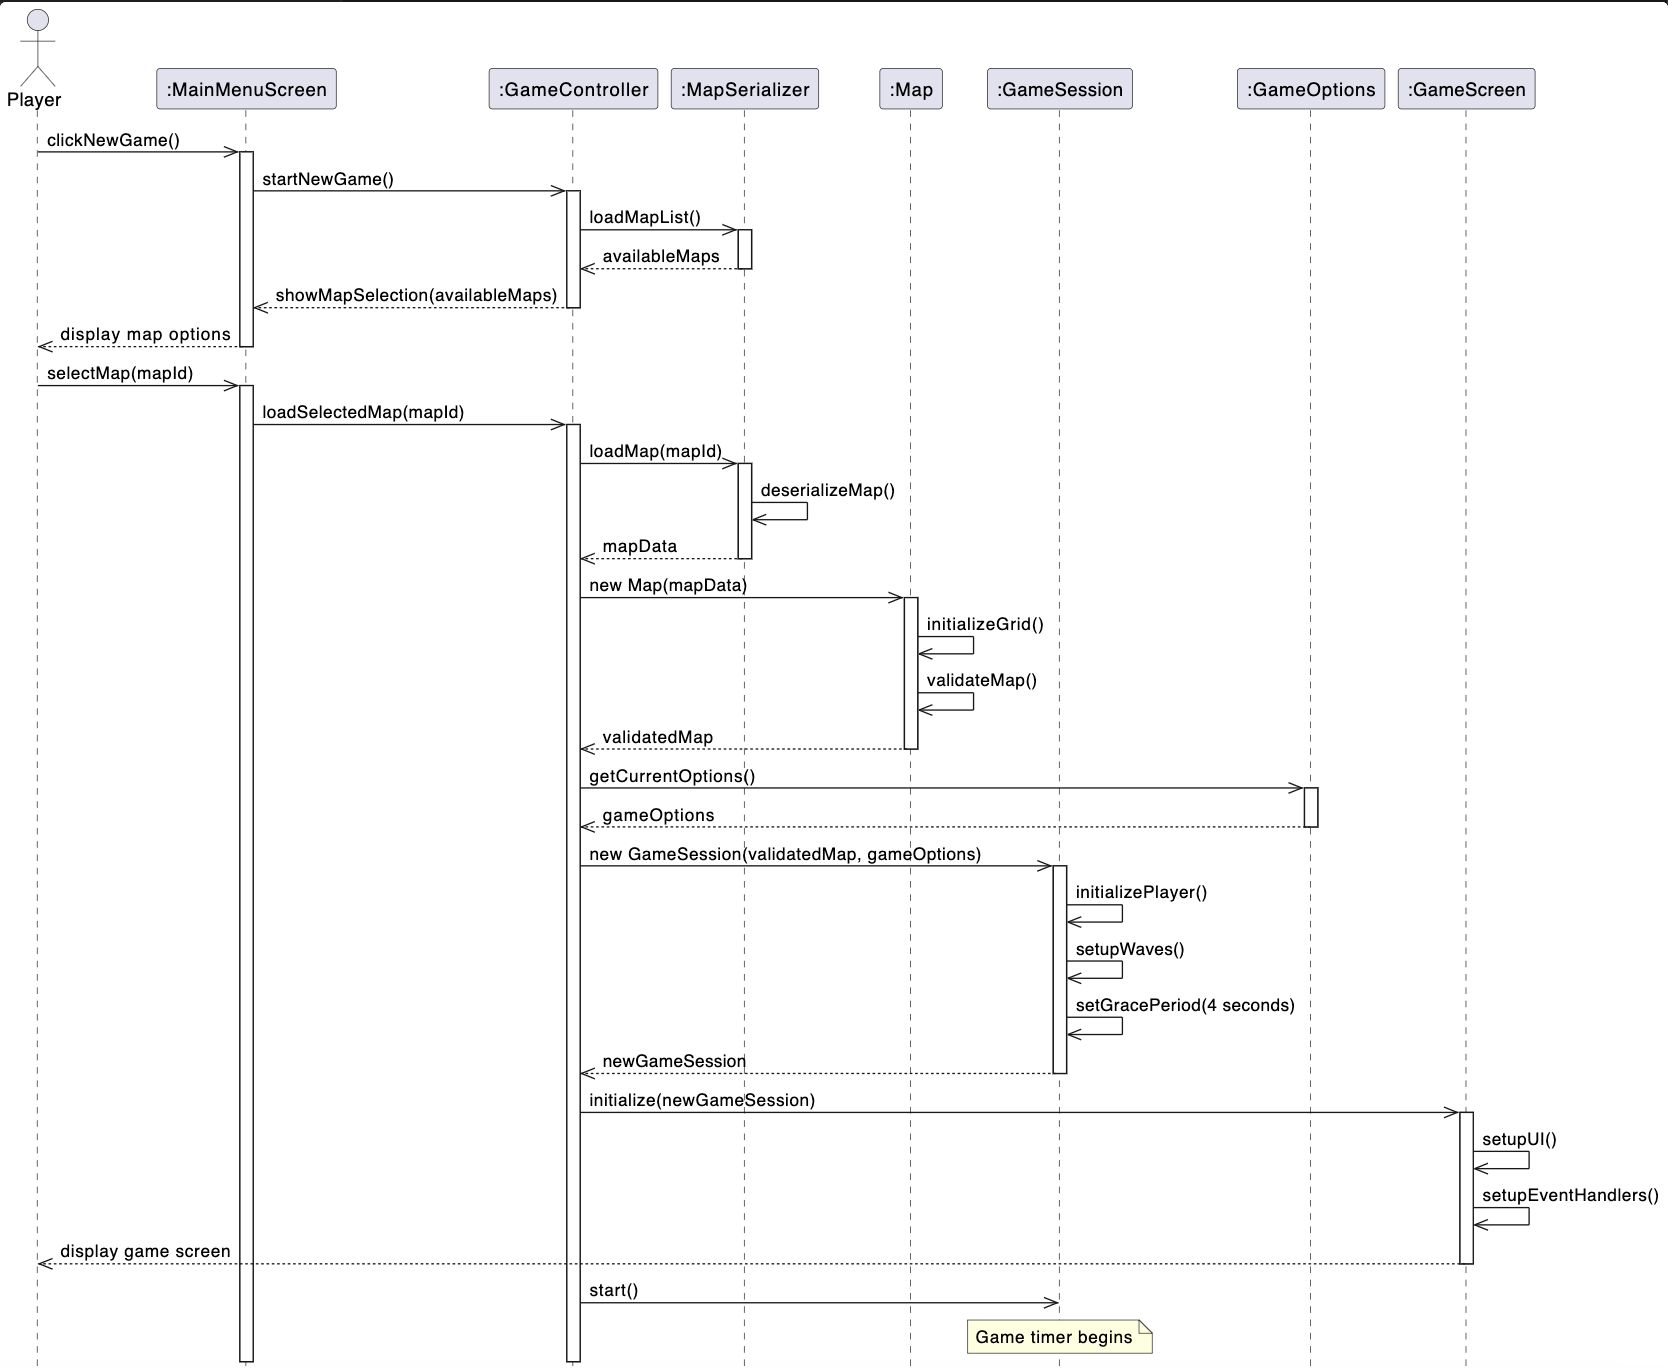 Player
:MainMenuScreen
:GameController
:MapSerializer
:Map
:GameSession
:GameOptions
:GameScreen
clickNewGame()
startNewGame()
loadMapList()
availableMaps
showMapSelection(availableMaps)
display map options
selectMap(mapId)
loadSelectedMap(mapId)
loadMap(mapId)
deserializeMap()
mapData
new Map(mapData)
initializeGrid()
validateMap()
validatedMap
getCurrentOptions()
gameOptions
new GameSession(validatedMap, gameOptions)
initializePlayer()
setupWaves()
setGracePeriod(4 seconds)
newGameSession
initialize(newGameSession)
setupUI()
setupEventHandlers()
display game screen
start()
Game timer begins